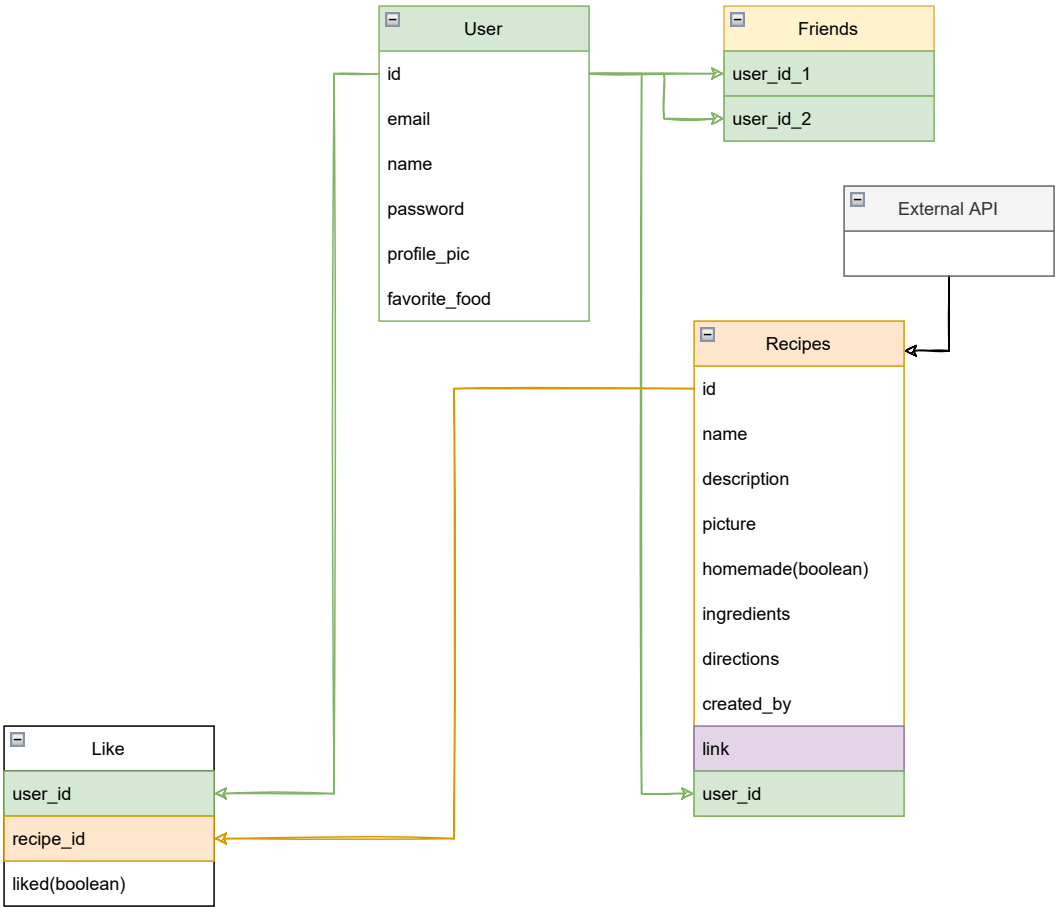 User
id
email
name
password
profile_pic
favorite_food
Friends
user_id_1
user_id_2
External API
Recipes
id
name
description
picture
homemade(boolean)
ingredients
directions
created_by
link
user_id
Like
user_id
recipe_id
liked(boolean)